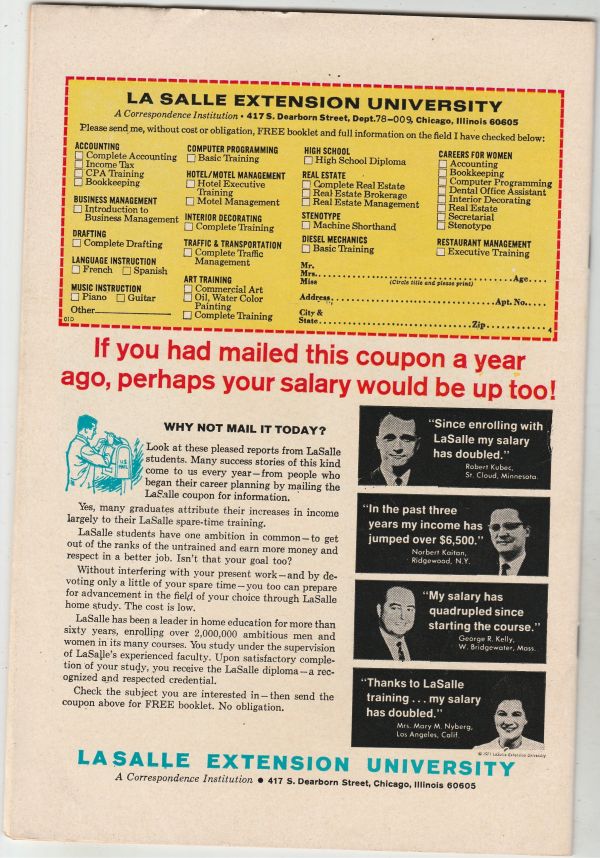 LA SALLE EXTENSION UNIVERSITY
A Correspondence Institution • 417 S. Dearborn Street, Dept. 78-009, Chicago, Illinois 60605
Please send me, without cost or obligation, FREE booklet and full information on the field I have checked below:
ACCOUNTING
Complete Accounting
Income Tax
CPA Training
Bookkeeping
BUSINESS MANAGEMENT
Introduction to
Business Management
DRAFTING
Complete Drafting
LANGUAGE INSTRUCTION
French Spanish
MUSIC INSTRUCTION
Piano Guitar
Other
01D
COMPUTER PROGRAMMING
Basic Training
HOTEL/MOTEL MANAGEMENT
Hotel Executive
Training
Motel Management
INTERIOR DECORATING
Complete Training
TRAFFIC & TRANSPORTATION
Complete Traffic
Management
ART TRAINING
Commercial Art
Oil, Water Color
Painting
Complete Training
HIGH SCHOOL
High School Diploma
REAL ESTATE
Complete Real Estate
Real Estate Brokerage
Real Estate Management
STENOTYPE
Machine Shorthand
DIESEL MECHANICS
Basic Training
CAREERS FOR WOMEN
Accounting
Bookkeeping
Computer Programming
Dental Office Assistant
Interior Decorating
Real Estate
Secretarial
Stenotype
RESTAURANT MANAGEMENT
Executive Training
Mr.
Mrs. Age
Miss (Circle title and please print)
Address Apt. No.
City &
State Zip 4
If you had mailed this coupon a year
ago, perhaps your salary would be up too!
U.S. MAIL
WHY NOT MAIL IT TODAY?
Look at these pleased reports from LaSalle
students. Many success stories of this kind
come to us every year—from people who
began their career planning by mailing the
LaSalle coupon for information.
Yes, many graduates attribute their increases in income
largely to their LaSalle spare-time training.
LaSalle students have one ambition in common—to get
out of the ranks of the untrained and earn more money and
respect in a better job. Isn't that your goal too?
Without interfering with your present work—and by de-
voting only a little of your spare time—you too can prepare
for advancement in the field of your choice through LaSalle
home study. The cost is low.
LaSalle has been a leader in home education for more than
sixty years, enrolling over 2,000,000 ambitious men and
women in its many courses. You study under the supervision
of LaSalle's experienced faculty. Upon satisfactory comple-
tion of your study, you receive the LaSalle diploma—a rec-
ognized and respected credential.
Check the subject you are interested in—then send the
coupon above for FREE booklet. No obligation.
"Since enrolling with
LaSalle my salary
has doubled."
Robert Kubec,
St. Cloud, Minnesota.
"In the past three
years my income has
jumped over $6,500."
Norbert Kaitan,
Ridgewood, N.Y.
"My salary has
quadrupled since
starting the course."
George R. Kelly,
W. Bridgewater, Mass.
"Thanks to LaSalle
training . . . my salary
has doubled."
Mrs. Mary M. Nyberg,
Los Angeles, Calif.
© 1971 LaSalle Extension University
LA SALLE EXTENSION UNIVERSITY
A Correspondence Institution • 417 S. Dearborn Street, Chicago, Illinois 60605